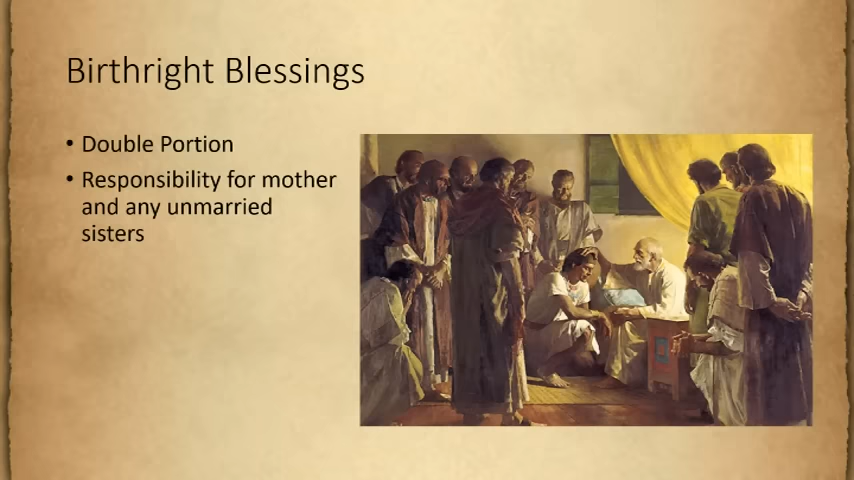 Birthright Blessings
• Double Portion
• Responsibility for mother
and any unmarried
sisters